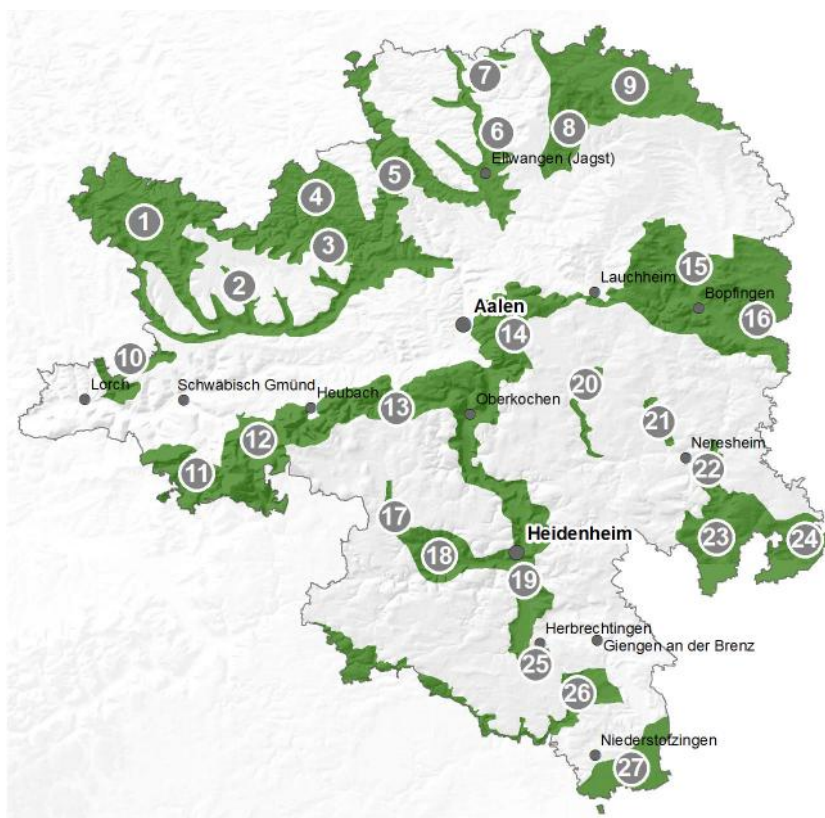 7
9
6
8
Ellwangen (Jagst)
5
4
1
3
2
15
Lauchheim
Bopfingen
16
Aalen
14
10
Lorch
Schwäbisch Gmünd
Heubach
13
Oberkochen
20
21
12
Neresheim
22
11
17
Heidenheim
23
24
18
19
Herbrechtingen
Giengen an der Brenz
25
26
Niederstotzingen
27